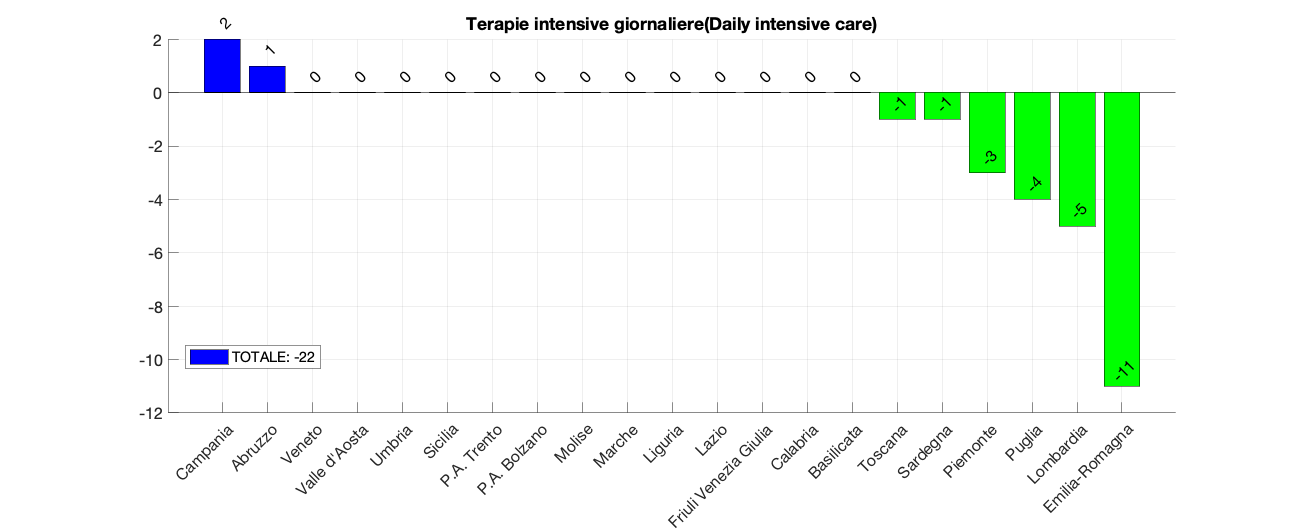 Terapie intensive giornaliere(Daily intensive care)
2
0
-2
-4
-6
-8
-10
-12
2
1
0
0
0
0
0
0
0
0
0
0
0
0
0
-1
-1
-3
-4
-5
-11
TOTALE: -22
Campania
Abruzzo
Veneto
Valle d'Aosta
Umbria
Sicilia
P.A. Trento
P.A. Bolzano
Molise
Marche
Liguria
Lazio
Friuli Venezia Giulia
Calabria
Basilicata
Toscana
Sardegna
Piemonte
Puglia
Lombardia
Emilia-Romagna